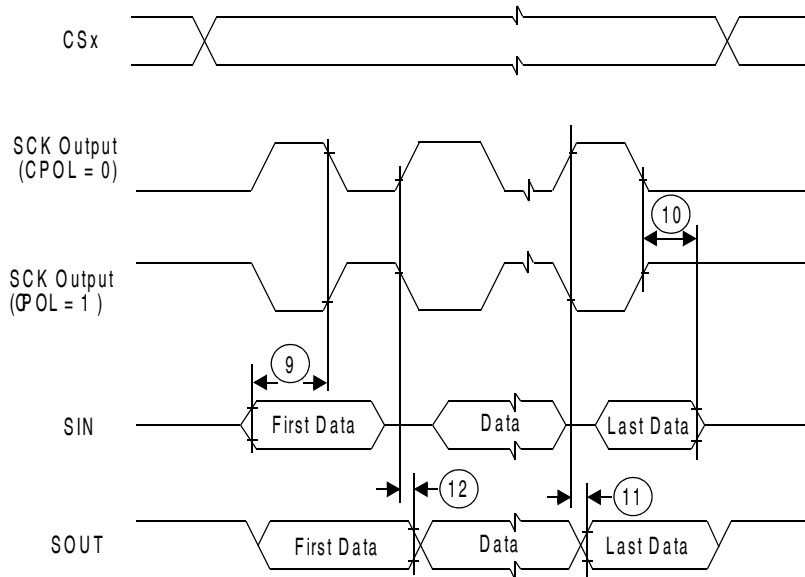 CSx
SCK Output
(CPOL = 0)
10
SCK Output
(CPOL = 1 )
9
SIN
First Data
Data
Last Data
12
11
SOUT
First Data
Data
Last Data